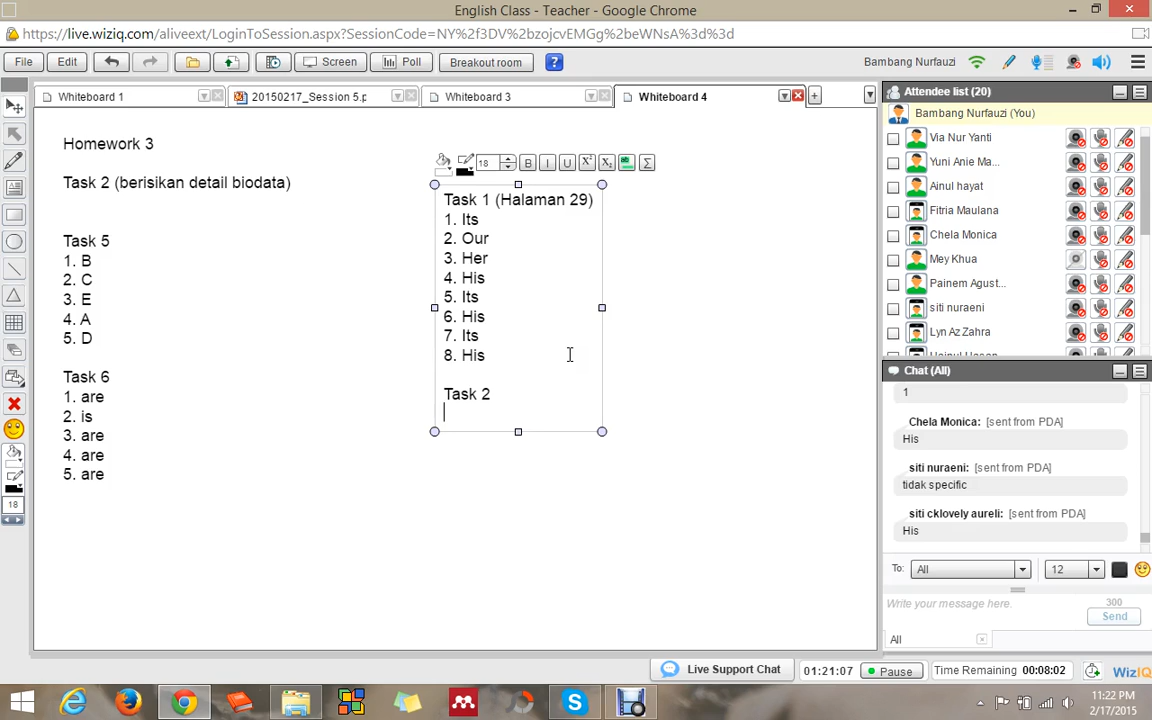 English Class - Teacher - Google Chrome
https://live.wiziq.com/aliveext/LoginToSession.aspx?SessionCode=NY%2f3DV%2bzojcvEMGg%2beWNsA%3d%3d
File Edit Screen Poll Breakout room ? Bambang Nurfauzi
Whiteboard 1 20150217_Session 5.p Whiteboard 3 Whiteboard 4
Homework 3
Task 2 (berisikan detail biodata)
Task 5
1. B
2. C
3. E
4. A
5. D
Task 6
1. are
2. is
3. are
4. are
5. are
18 B I U X² X₂ ab Σ
Task 1 (Halaman 29)
1. Its
2. Our
3. Her
4. His
5. Its
6. His
7. Its
8. His
Task 2
18
Attendee list (20)
Bambang Nurfauzi (You)
Via Nur Yanti
Yuni Anie Ma...
Ainul hayat
Fitria Maulana
Chela Monica
Mey Khua
Painem Agust...
siti nuraeni
Lyn Az Zahra
Chat (All)
1
Chela Monica: [sent from PDA]
His
siti nuraeni: [sent from PDA]
tidak specific
siti cklovely aureli: [sent from PDA]
His
To: All 12
Write your message here.
300
Send
All
Live Support Chat 01:21:07 Pause Time Remaining 00:08:02 WizIQ
11:22 PM
2/17/2015